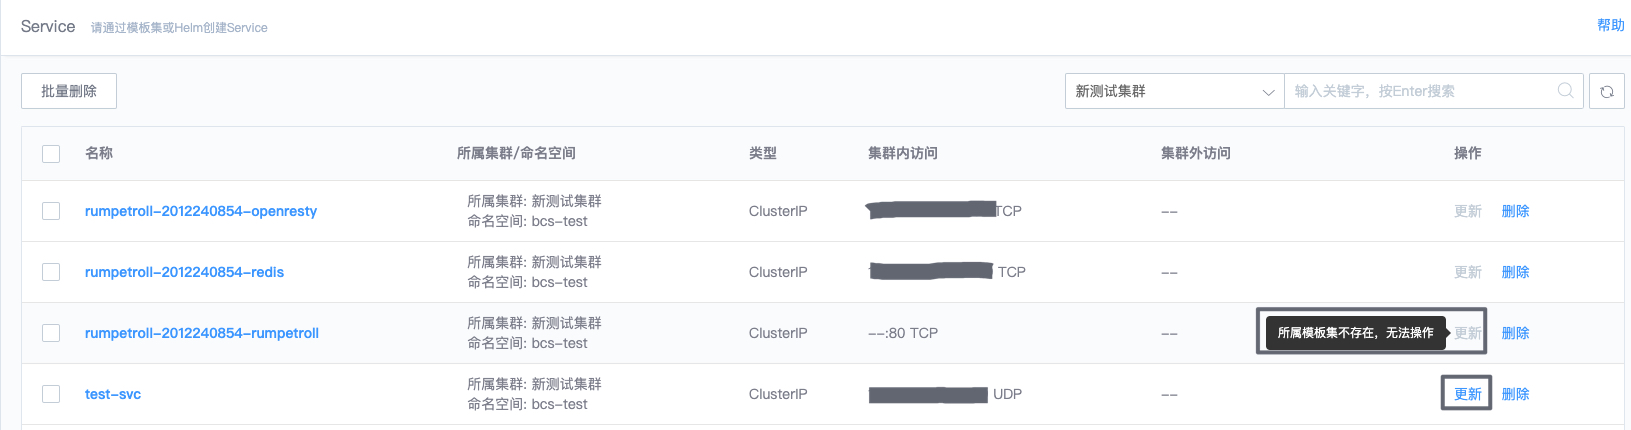 Service 请通过模板集或Helm创建Service 帮助
批量删除 新测试集群 输入关键字，按Enter搜索
名称 所属集群/命名空间 类型 集群内访问 集群外访问 操作
rumpetroll-2012240854-openresty 所属集群: 新测试集群 命名空间: bcs-test ClusterIP TCP -- 更新 删除
rumpetroll-2012240854-redis 所属集群: 新测试集群 命名空间: bcs-test ClusterIP TCP -- 更新 删除
rumpetroll-2012240854-rumpetroll 所属集群: 新测试集群 命名空间: bcs-test ClusterIP --:80 TCP -- 所属模板集不存在，无法操作 更新 删除
test-svc 所属集群: 新测试集群 命名空间: bcs-test ClusterIP UDP -- 更新 删除